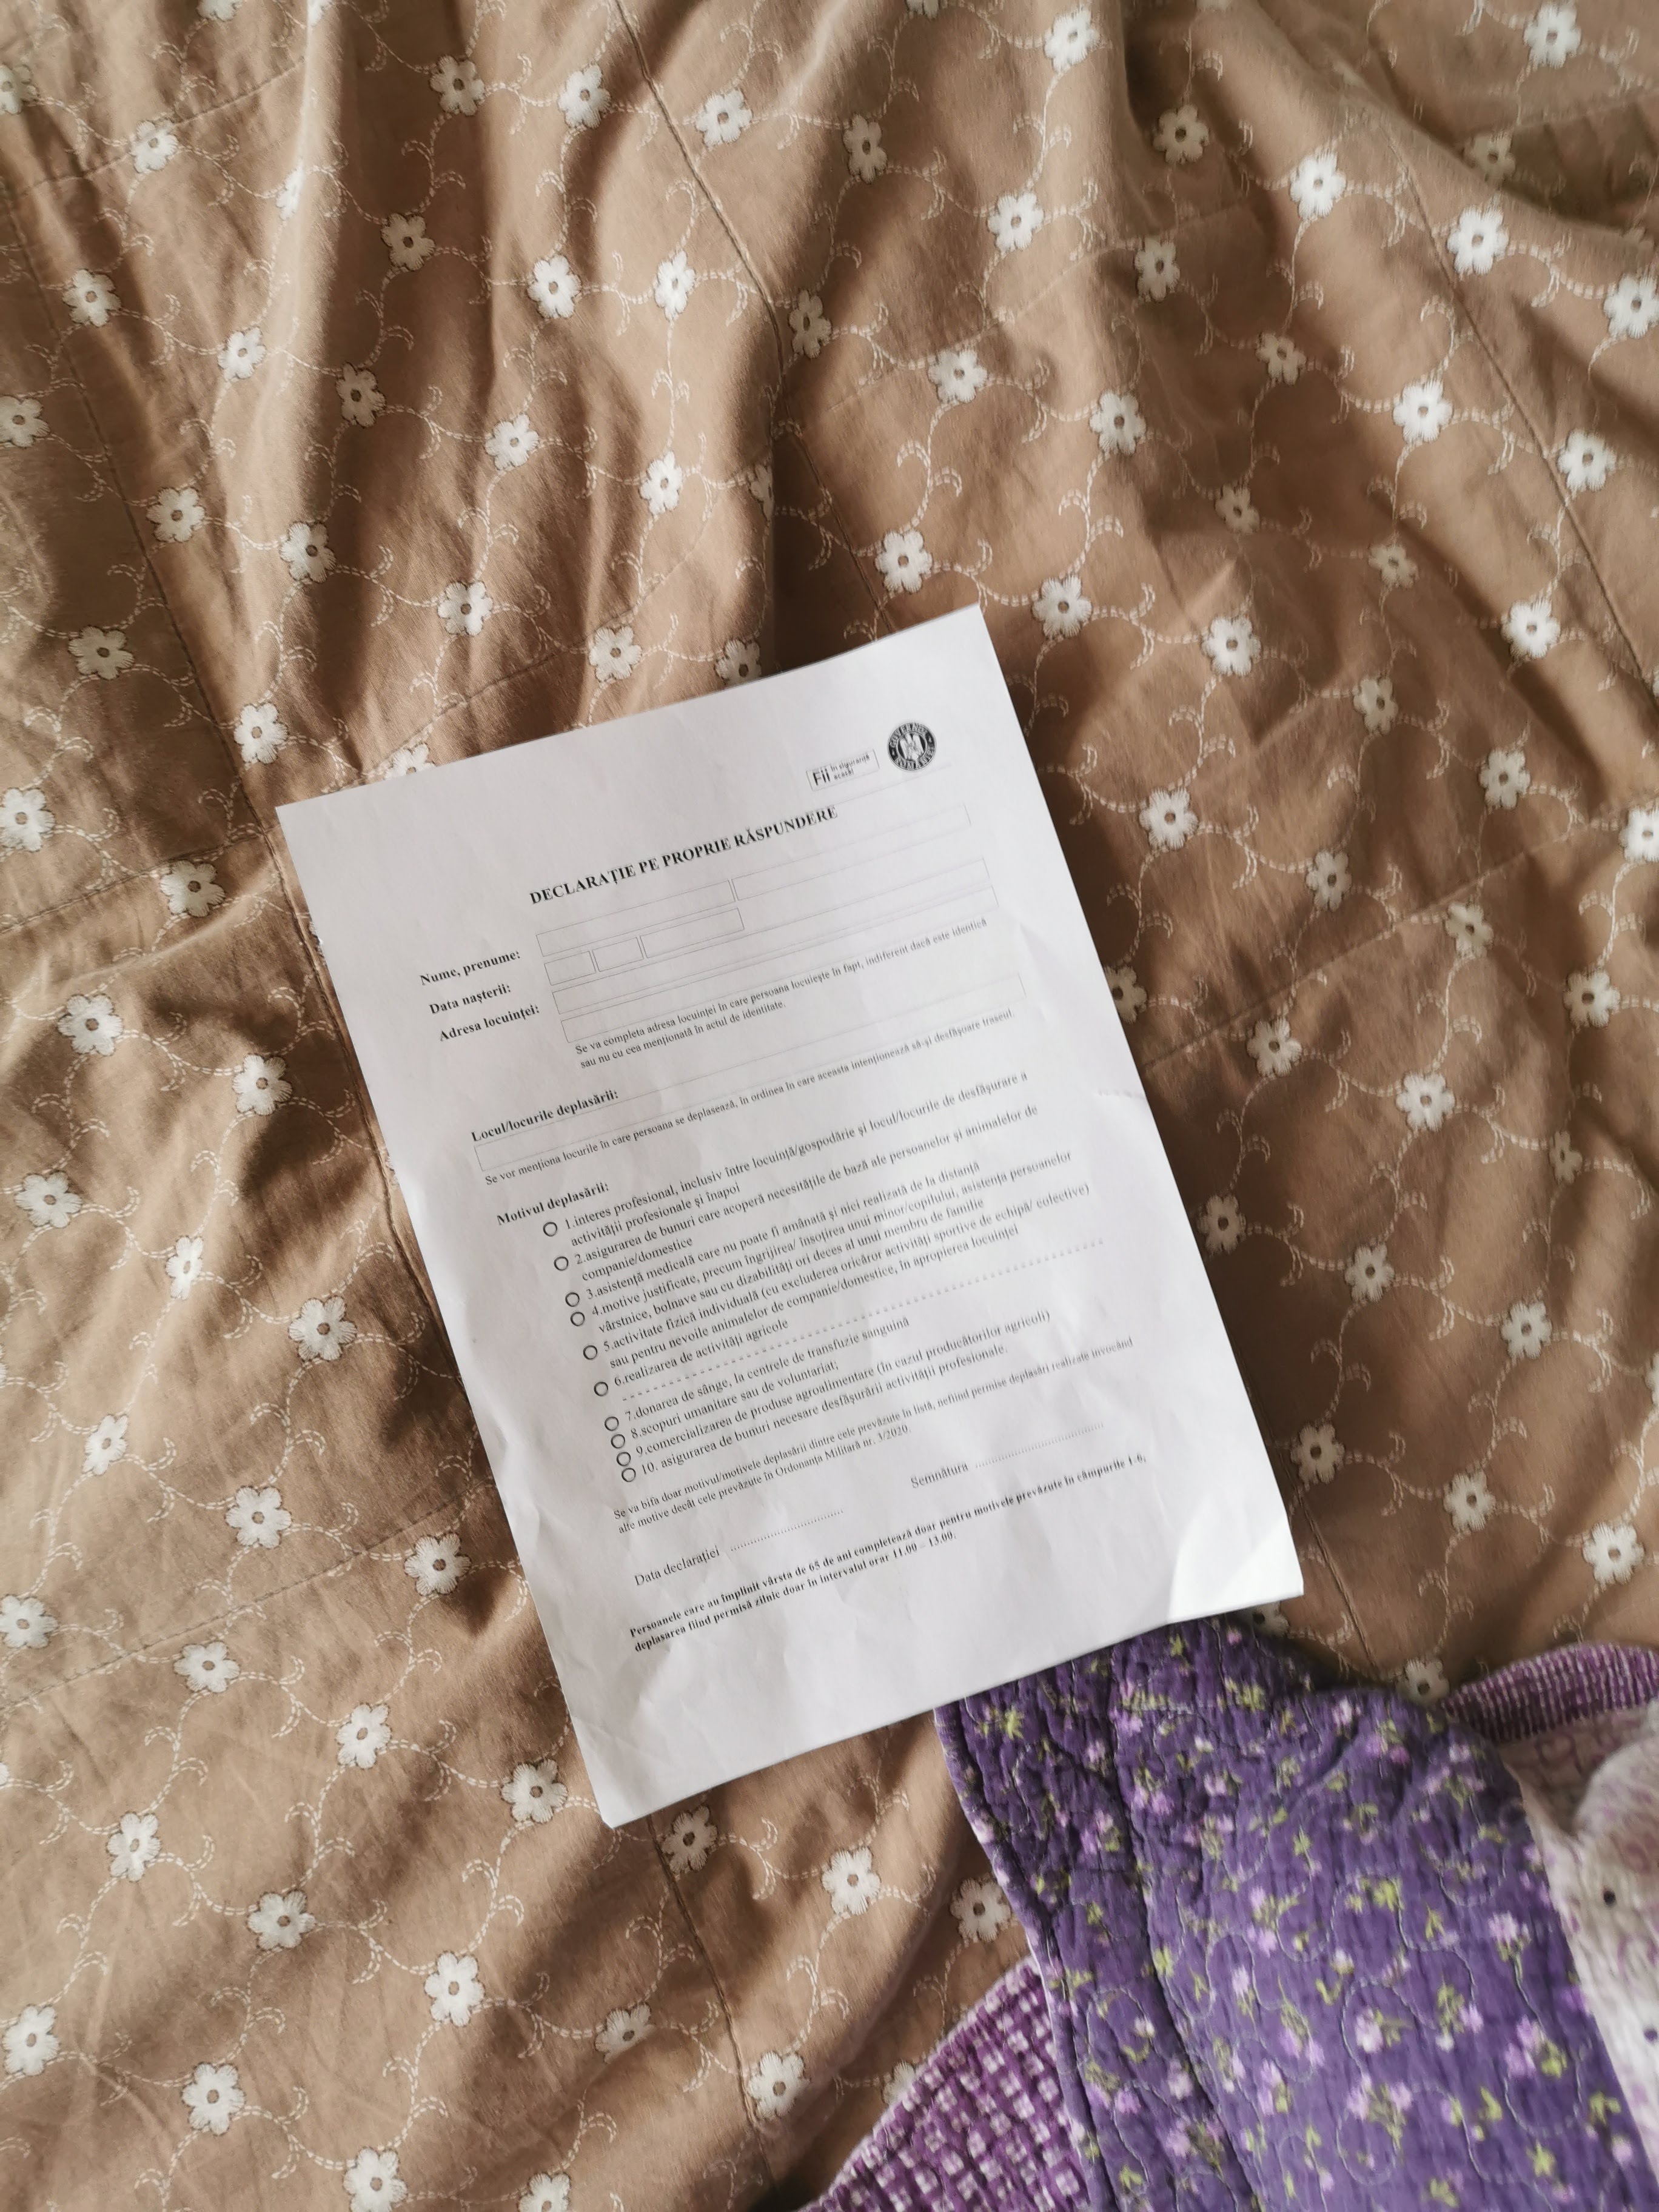 Fii în siguranță
acasă!
GUVERNUL ROMÂNIEI
DECLARAȚIE PE PROPRIE RĂSPUNDERE
Nume, prenume:
Data nașterii:
Adresa locuinței:
Se va completa adresa locuinței în care persoana locuiește în fapt, indiferent dacă este identică
sau nu cu cea menționată în actul de identitate.
Locul/locurile deplasării:
Se vor menționa locurile în care persoana se deplasează, în ordinea în care aceasta intenționează să-și desfășoare traseul.
Motivul deplasării:
1.interes profesional, inclusiv între locuință/gospodărie și locul/locurile de desfășurare a
activității profesionale și înapoi
2.asigurarea de bunuri care acoperă necesitățile de bază ale persoanelor și animalelor de
companie/domestice
3.asistență medicală care nu poate fi amânată și nici realizată de la distanță
4.motive justificate, precum îngrijirea/ însoțirea unui minor/copilului, asistența persoanelor
vârstnice, bolnave sau cu dizabilități ori deces al unui membru de familie
5.activitate fizică individuală (cu excluderea oricăror activități sportive de echipă/ colective)
sau pentru nevoile animalelor de companie/domestice, în apropierea locuinței
6.realizarea de activități agricole
7.donarea de sânge, la centrele de transfuzie sanguină
8.scopuri umanitare sau de voluntariat;
9.comercializarea de produse agroalimentare (în cazul producătorilor agricoli)
10. asigurarea de bunuri necesare desfășurării activității profesionale.
Se va bifa doar motivul/motivele deplasării dintre cele prevăzute în listă, nefiind permise deplasări realizate invocând
alte motive decât cele prevăzute în Ordonanța Militară nr. 3/2020.
Data declarației .............................. Semnătura ..................................
Persoanele care au împlinit vârsta de 65 de ani completează doar pentru motivele prevăzute în câmpurile 1-6,
deplasarea fiind permisă zilnic doar în intervalul orar 11.00 – 13.00.